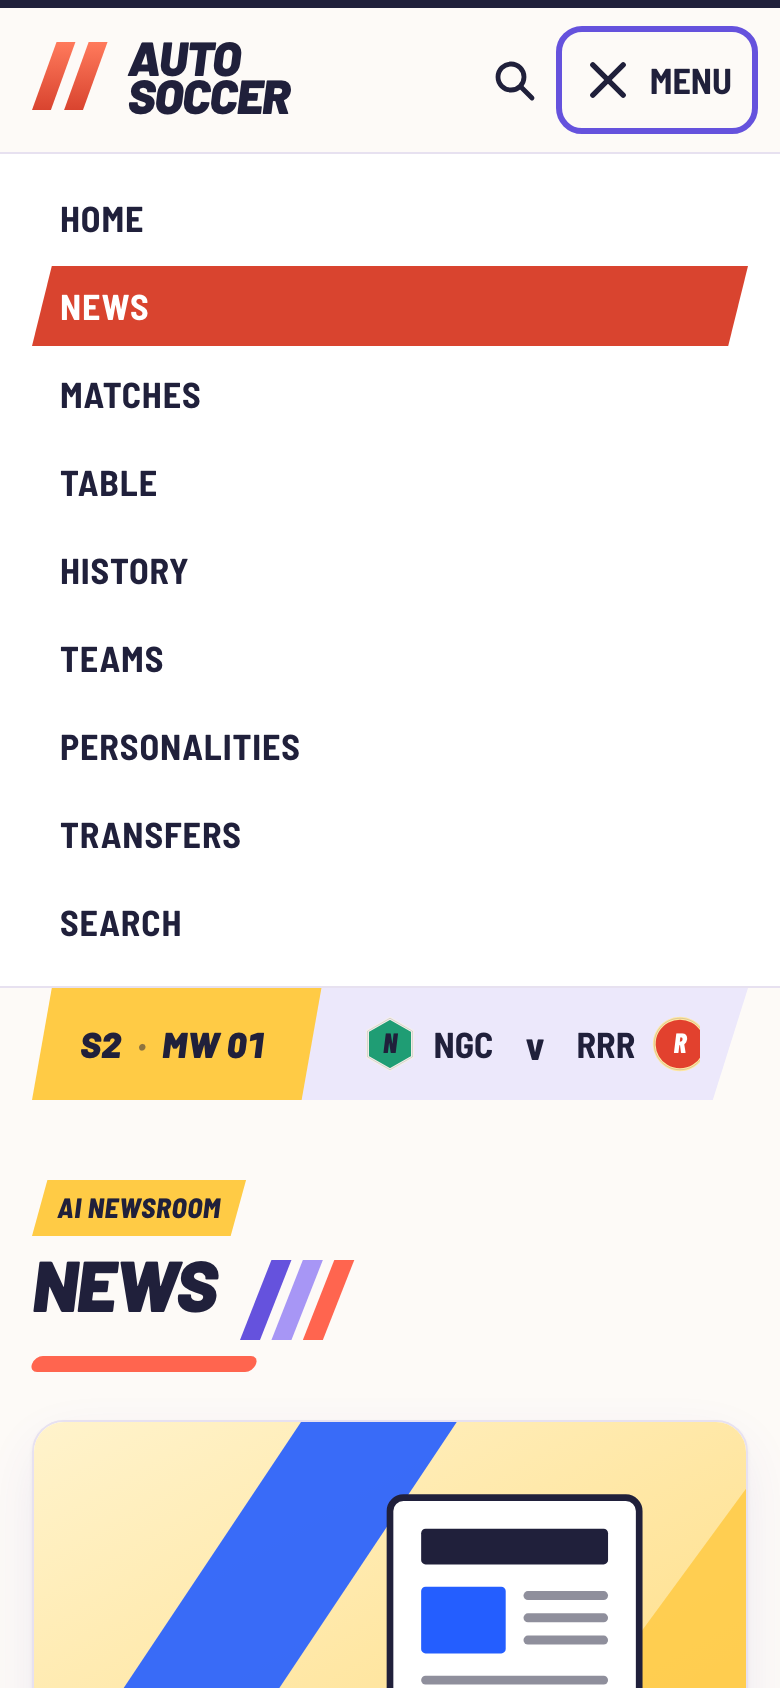 AUTO
SOCCER
MENU
HOME
NEWS
MATCHES
TABLE
HISTORY
TEAMS
PERSONALITIES
TRANSFERS
SEARCH
S2 · MW 01 N NGC v RRR R
AI NEWSROOM
NEWS